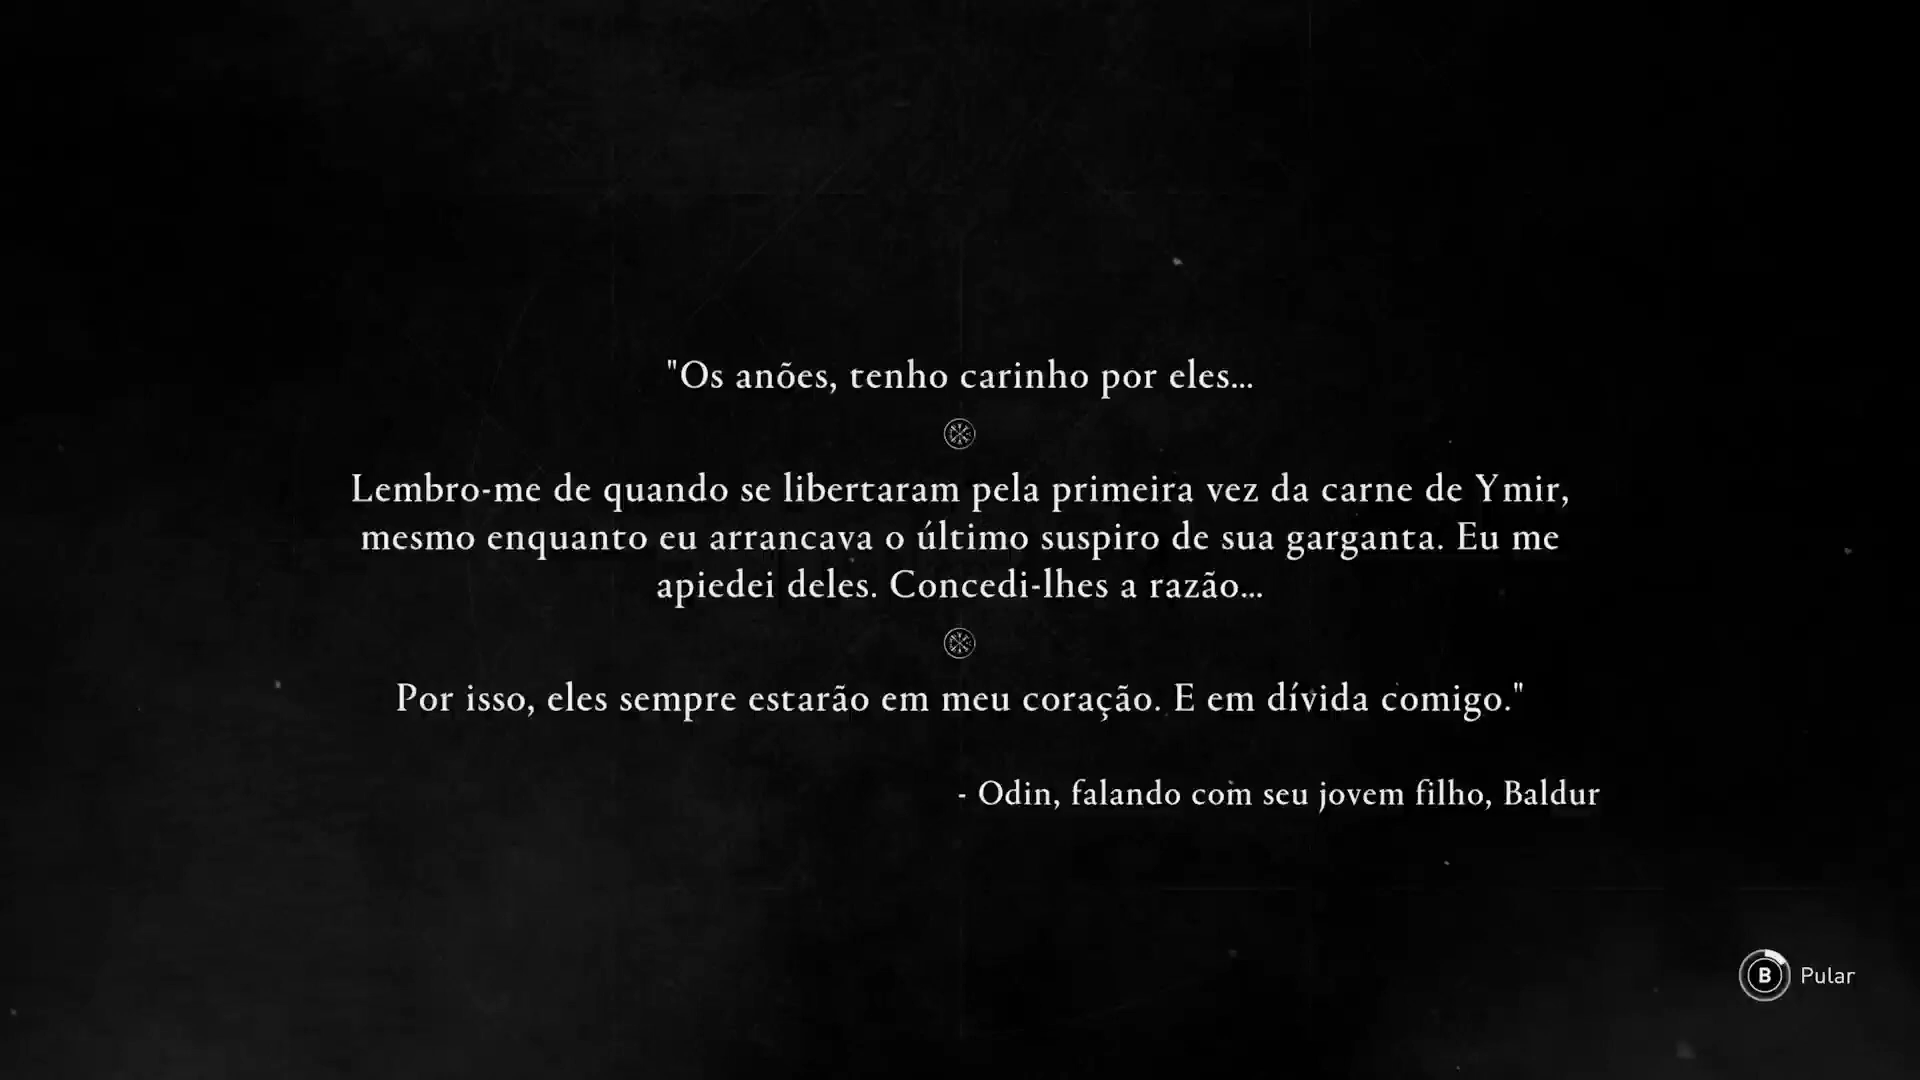 "Os anões, tenho carinho por eles...
Lembro-me de quando se libertaram pela primeira vez da carne de Ymir,
mesmo enquanto eu arrancava o último suspiro de sua garganta. Eu me
apiedei deles. Concedi-lhes a razão...
Por isso, eles sempre estarão em meu coração. E em dívida comigo."
- Odin, falando com seu jovem filho, Baldur
B Pular